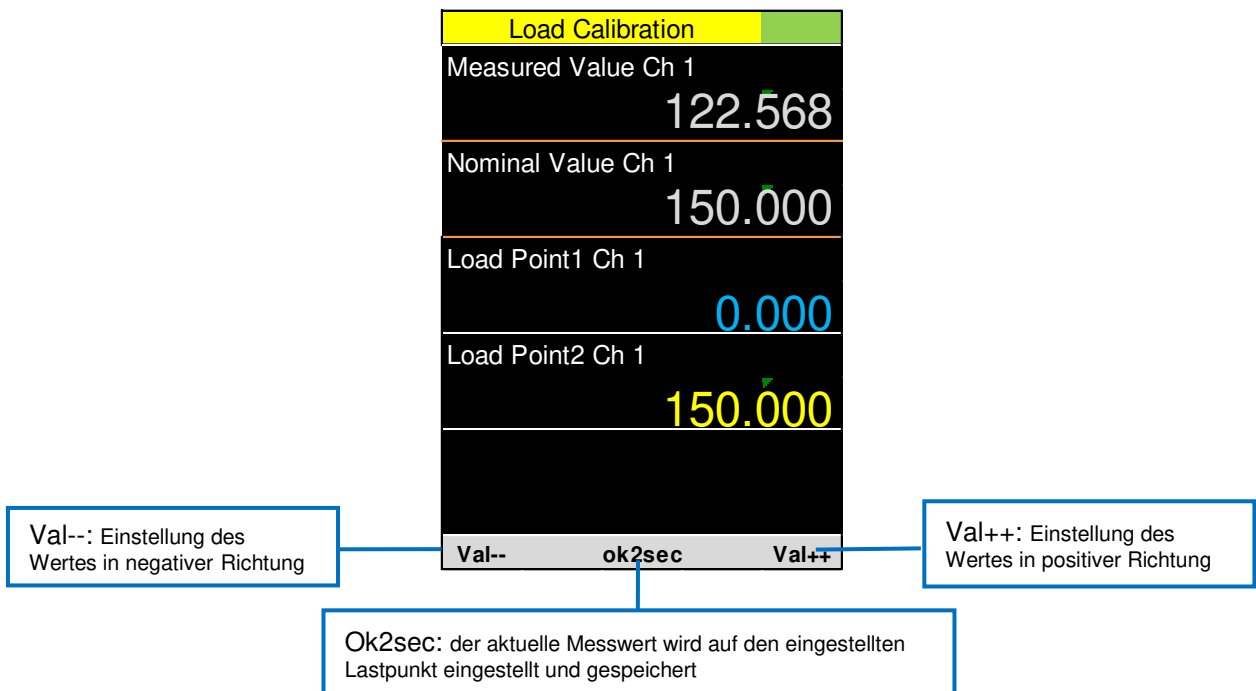 Load Calibration
Measured Value Ch 1
122.568
Nominal Value Ch 1
150.000
Load Point1 Ch 1
0.000
Load Point2 Ch 1
150.000
Val--: Einstellung des
Wertes in negativer Richtung
Val-- ok2sec Val++
Val++: Einstellung des
Wertes in positiver Richtung
Ok2sec: der aktuelle Messwert wird auf den eingestellten
Lastpunkt eingestellt und gespeichert